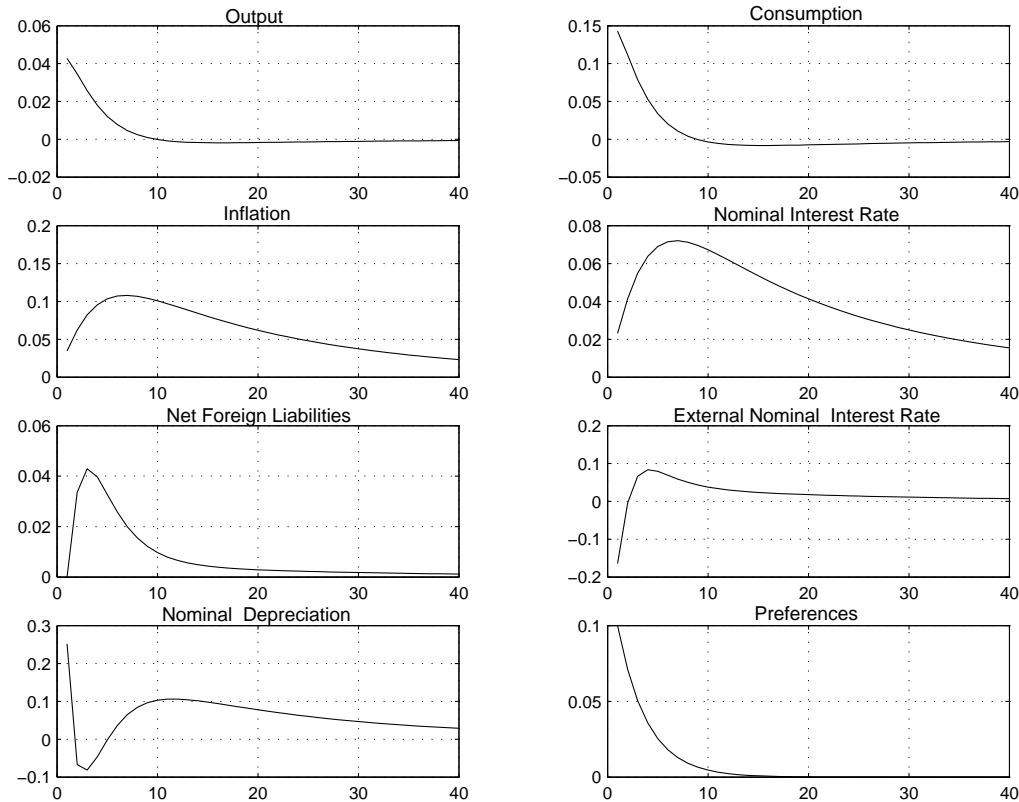 Output
0.06
0.04
0.02
0
−0.02
0 10 20 30 40
Consumption
0.15
0.1
0.05
0
−0.05
0 10 20 30 40
Inflation
0.2
0.15
0.1
0.05
0
0 10 20 30 40
Nominal Interest Rate
0.08
0.06
0.04
0.02
0
0 10 20 30 40
Net Foreign Liabilities
0.06
0.04
0.02
0
0 10 20 30 40
External Nominal Interest Rate
0.2
0.1
0
−0.1
−0.2
0 10 20 30 40
Nominal Depreciation
0.3
0.2
0.1
0
−0.1
0 10 20 30 40
Preferences
0.1
0.05
0
0 10 20 30 40